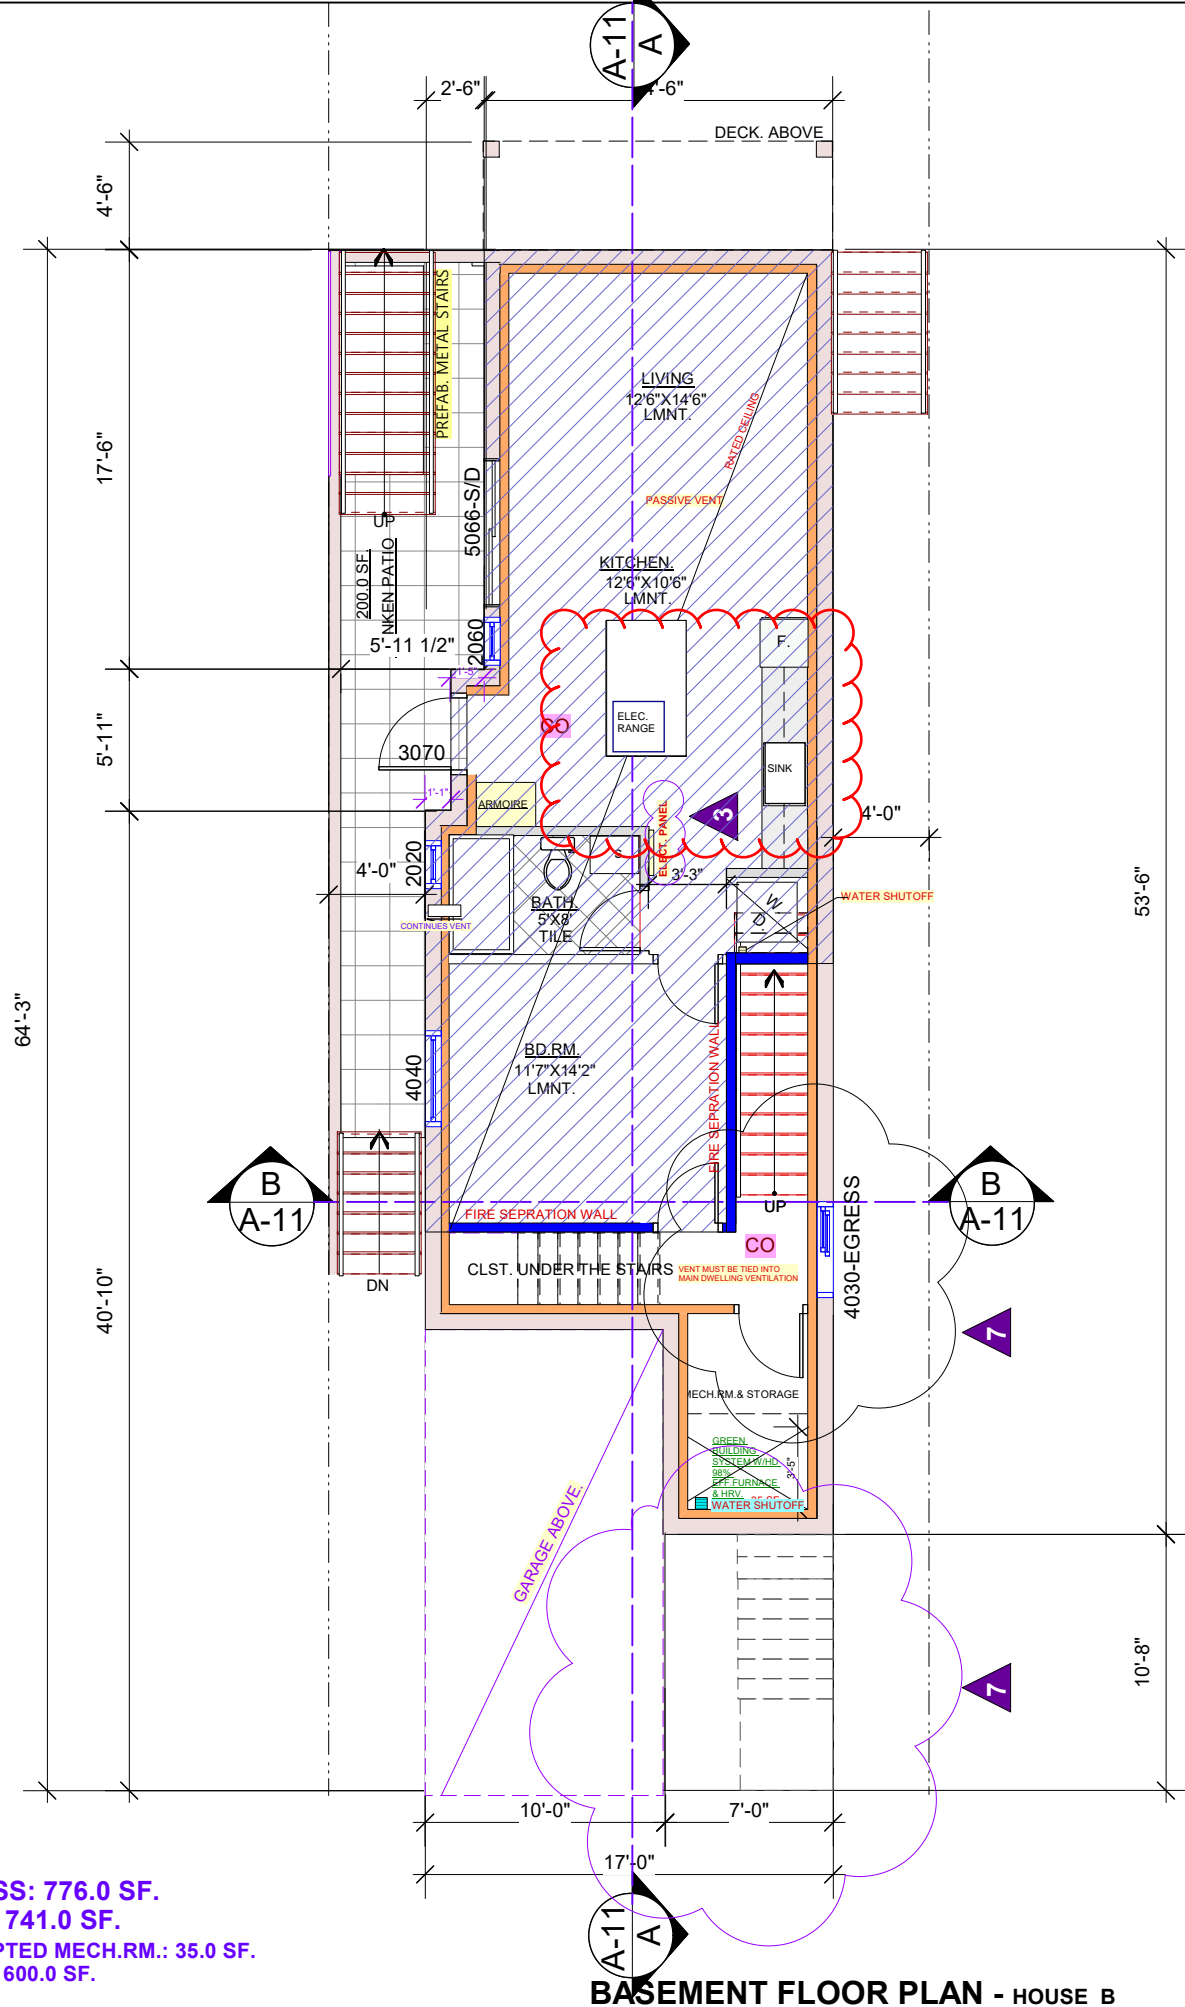 A-11
A
2'-6"
'-6"
DECK. ABOVE
4'-6"
PREFAB. METAL STAIRS
LIVING
12'6"X14'6"
LMNT.
RATED CEILING
17'-6"
PASSIVE VENT
5066-S/D
UP
200.0 SF.
NKEN PATIO
KITCHEN.
12'6"X10'6"
LMNT.
5'-11 1/2"
2060
F.
1'-5"
ELEC.
RANGE
CO
5'-11"
3070
SINK
1'-1"
ARMOIRE
ELECT. PANEL
3
4'-0"
4'-0"
2020
S
3'-3"
BATH.
5'X8'
TILE
W.
D.
WATER SHUTOFF
CONTINUES VENT
53'-6"
64'-3"
BD.RM.
11'7"X14'2"
LMNT.
4040
FIRE SEPRATION WALL
B
A-11
B
A-11
UP
FIRE SEPRATION WALL
CO
4030-EGRESS
CLST. UNDER THE STAIRS
VENT MUST BE TIED INTO
MAIN DWELLING VENTILATION
DN
40'-10"
7
MECH.RM.& STORAGE
GREEN
BUILDING
SYSTEM W/HD.
98%
EFF.FURNACE
& HRV.
3'-5"
WATER SHUTOFF
GARAGE ABOVE.
10'-8"
7
10'-0"
7'-0"
17'-0"
SS: 776.0 SF.
741.0 SF.
PTED MECH.RM.: 35.0 SF.
600.0 SF.
A-11
A
BASEMENT FLOOR PLAN - HOUSE B